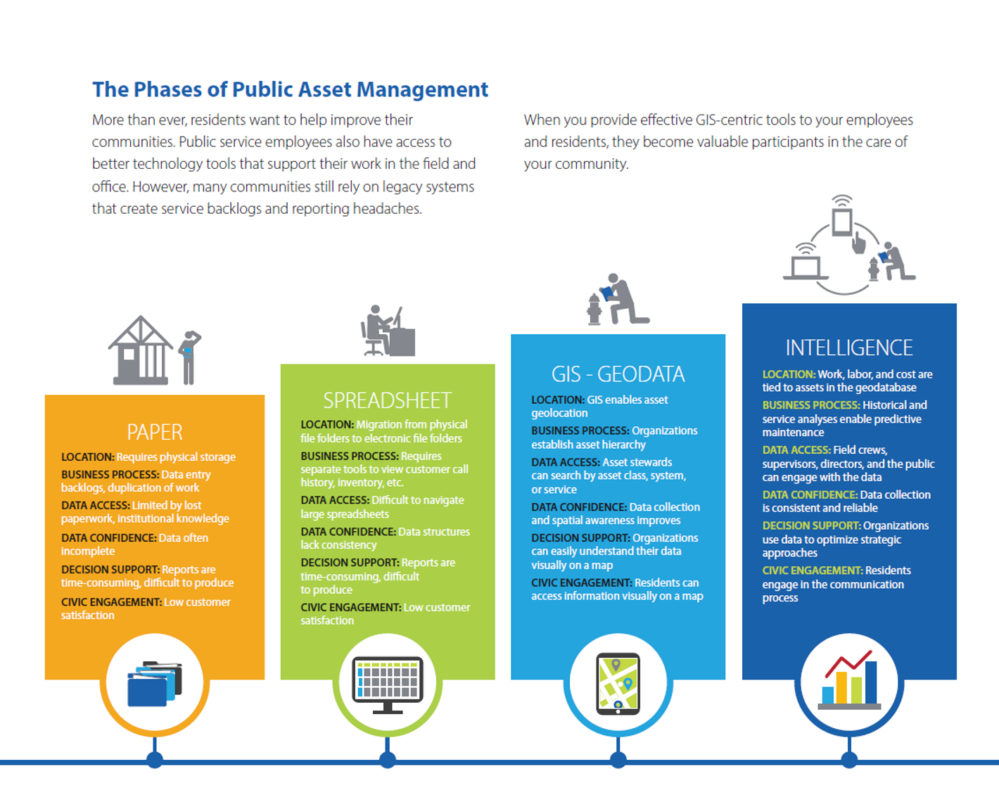 The Phases of Public Asset Management
More than ever, residents want to help improve their
communities. Public service employees also have access to
better technology tools that support their work in the field and
office. However, many communities still rely on legacy systems
that create service backlogs and reporting headaches.
When you provide effective GIS-centric tools to your employees
and residents, they become valuable participants in the care of
your community.
PAPER
LOCATION: Requires physical storage
BUSINESS PROCESS: Data entry
backlogs, duplication of work
DATA ACCESS: Limited by lost
paperwork, institutional knowledge
DATA CONFIDENCE: Data often
incomplete
DECISION SUPPORT: Reports are
time-consuming, difficult to produce
CIVIC ENGAGEMENT: Low customer
satisfaction
SPREADSHEET
LOCATION: Migration from physical
file folders to electronic file folders
BUSINESS PROCESS: Requires
separate tools to view customer call
history, inventory, etc.
DATA ACCESS: Difficult to navigate
large spreadsheets
DATA CONFIDENCE: Data structures
lack consistency
DECISION SUPPORT: Reports are
time-consuming, difficult
to produce
CIVIC ENGAGEMENT: Low customer
satisfaction
GIS - GEODATA
LOCATION: GIS enables asset
geolocation
BUSINESS PROCESS: Organizations
establish asset hierarchy
DATA ACCESS: Asset stewards
can search by asset class, system,
or service
DATA CONFIDENCE: Data collection
and spatial awareness improves
DECISION SUPPORT: Organizations
can easily understand their data
visually on a map
CIVIC ENGAGEMENT: Residents can
access information visually on a map
INTELLIGENCE
LOCATION: Work, labor, and cost are
tied to assets in the geodatabase
BUSINESS PROCESS: Historical and
service analyses enable predictive
maintenance
DATA ACCESS: Field crews,
supervisors, directors, and the public
can engage with the data
DATA CONFIDENCE: Data collection
is consistent and reliable
DECISION SUPPORT: Organizations
use data to optimize strategic
approaches
CIVIC ENGAGEMENT: Residents
engage in the communication
process